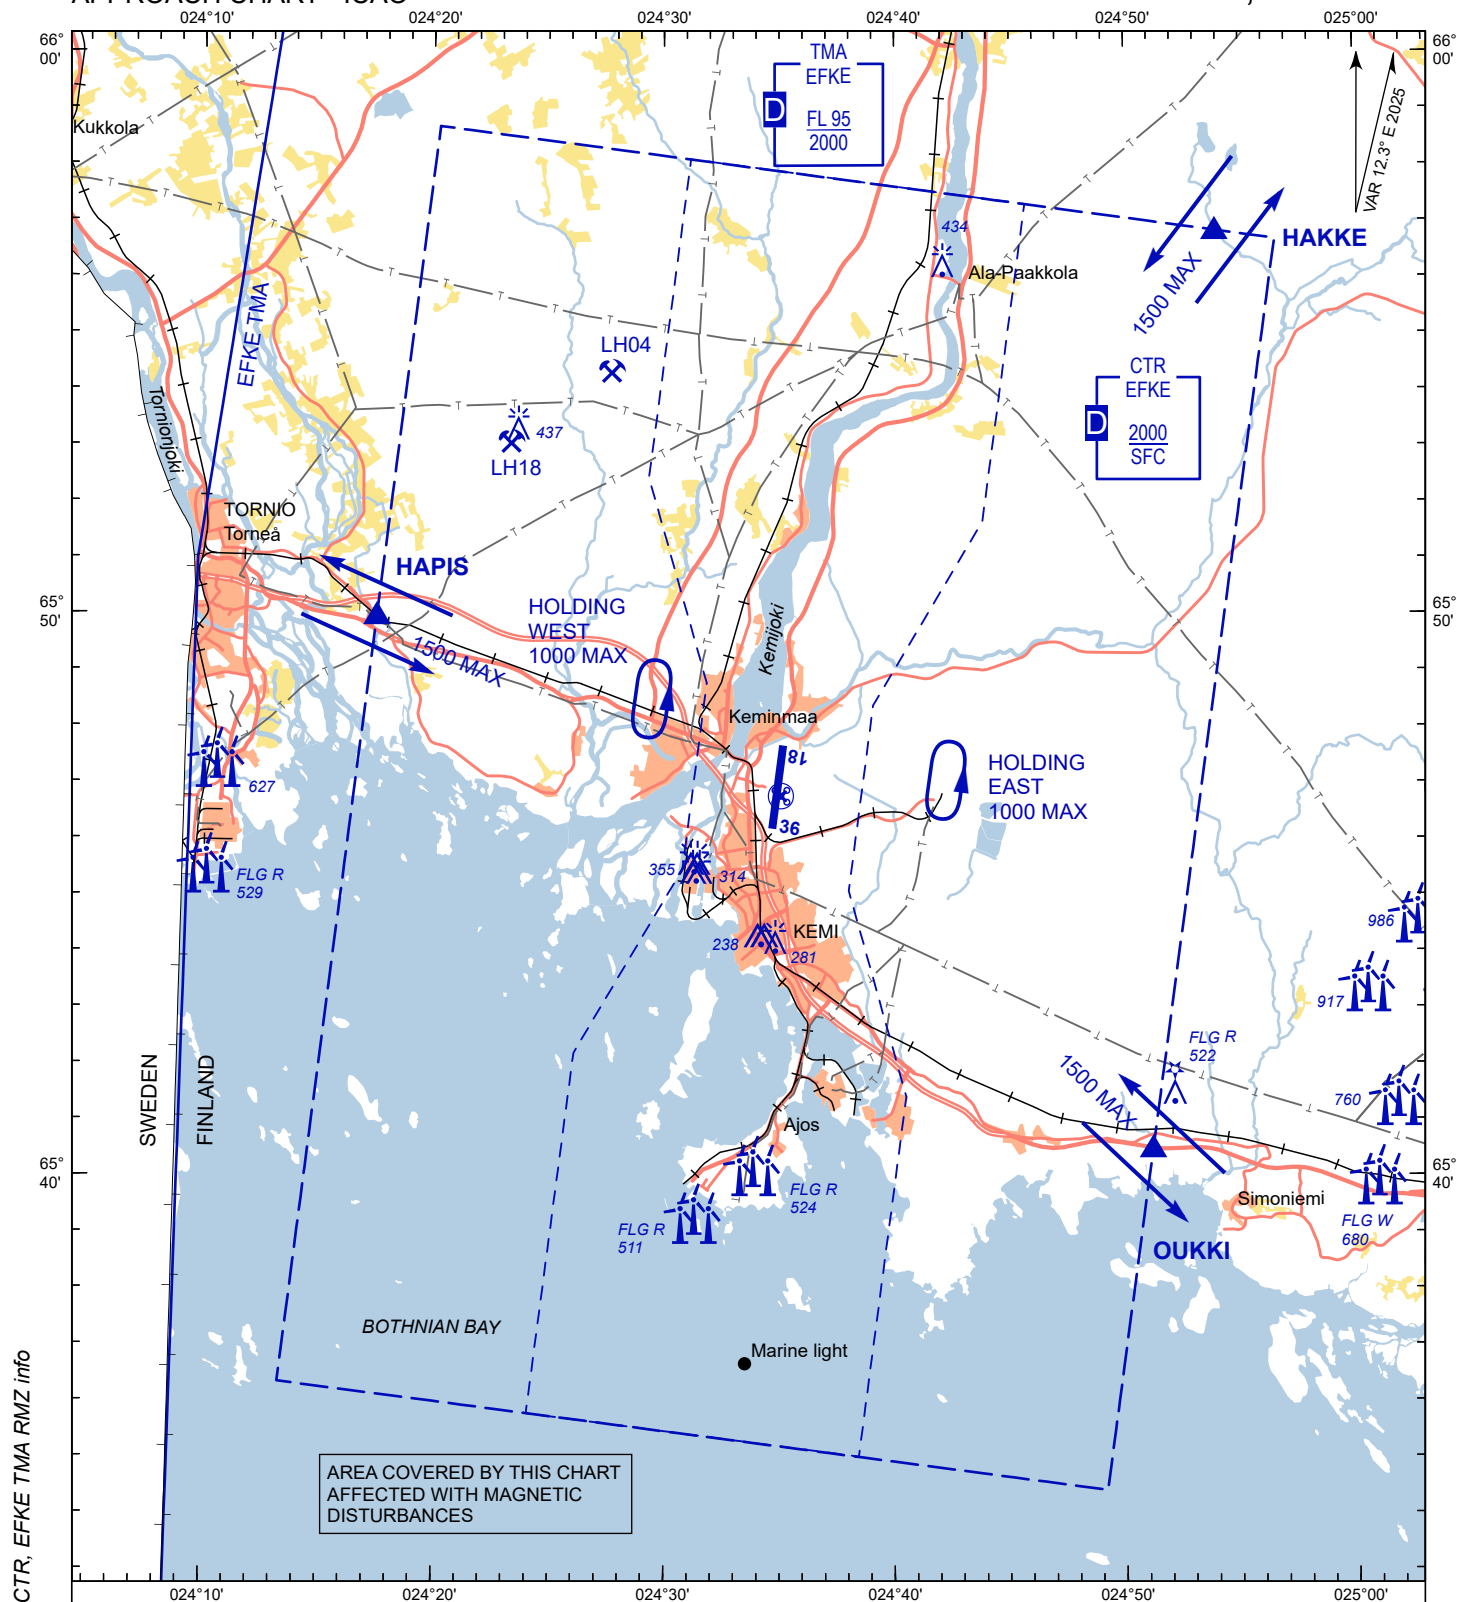 024°10'
024°20'
024°30'
024°40'
024°50'
025°00'
66°
00'
66°
00'
TMA
EFKE
D
FL 95
2000
VAR 12.3° E 2025
Kukkola
434
HAKKE
Ala-Paakkola
1500 MAX
EFKE TMA
LH04
CTR
EFKE
D
2000
SFC
Tornionjoki
437
LH18
TORNIO
Torneå
HAPIS
65°
50'
65°
50'
HOLDING
WEST
1000 MAX
1500 MAX
Kemijoki
Keminmaa
18
HOLDING
EAST
1000 MAX
627
36
355
314
FLG R
529
986
238
KEMI
281
917
SWEDEN
FINLAND
FLG R
522
1500 MAX
760
Ajos
65°
40'
65°
40'
FLG R
524
Simoniemi
FLG R
511
FLG W
680
OUKKI
BOTHNIAN BAY
Marine light
AREA COVERED BY THIS CHART
AFFECTED WITH MAGNETIC
DISTURBANCES
CTR, EFKE TMA RMZ info
024°10'
024°20'
024°30'
024°40'
024°50'
025°00'